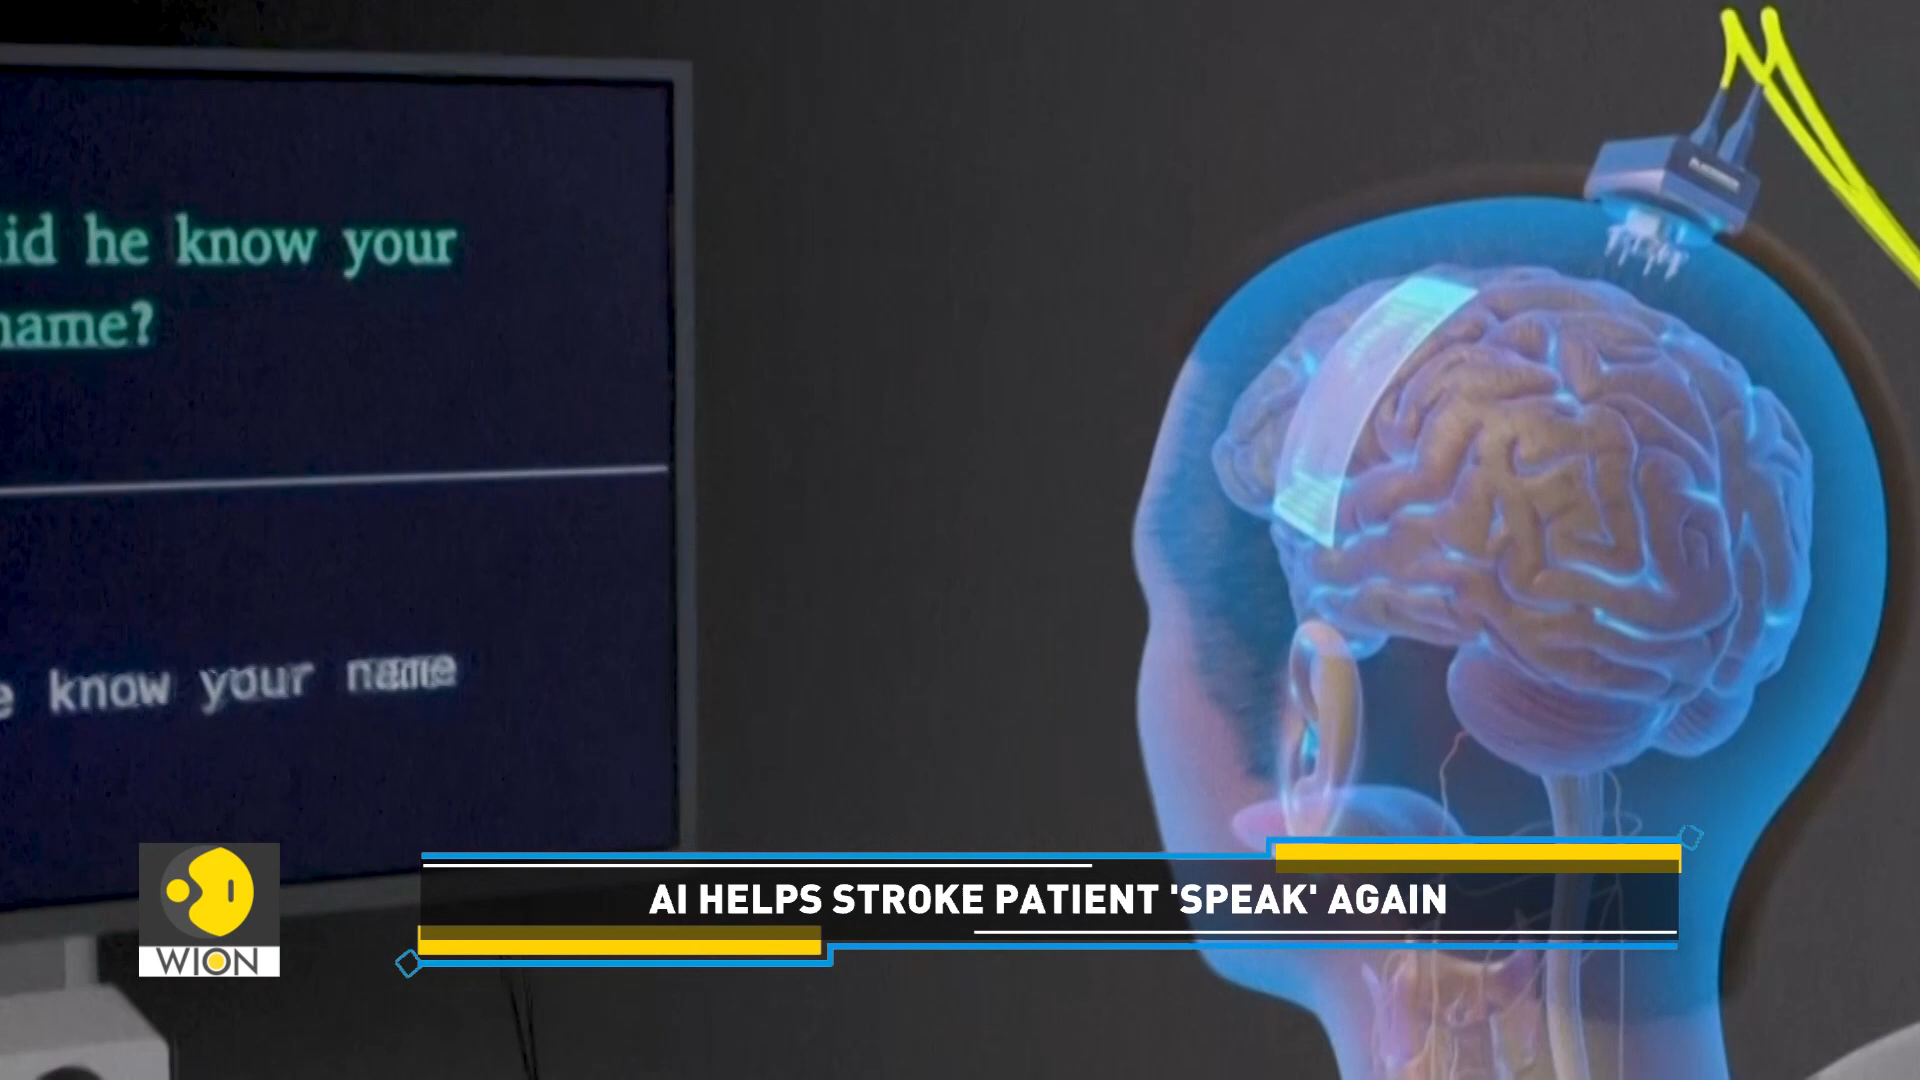 id he know your
name?
e know your name
AI HELPS STROKE PATIENT 'SPEAK' AGAIN
WION